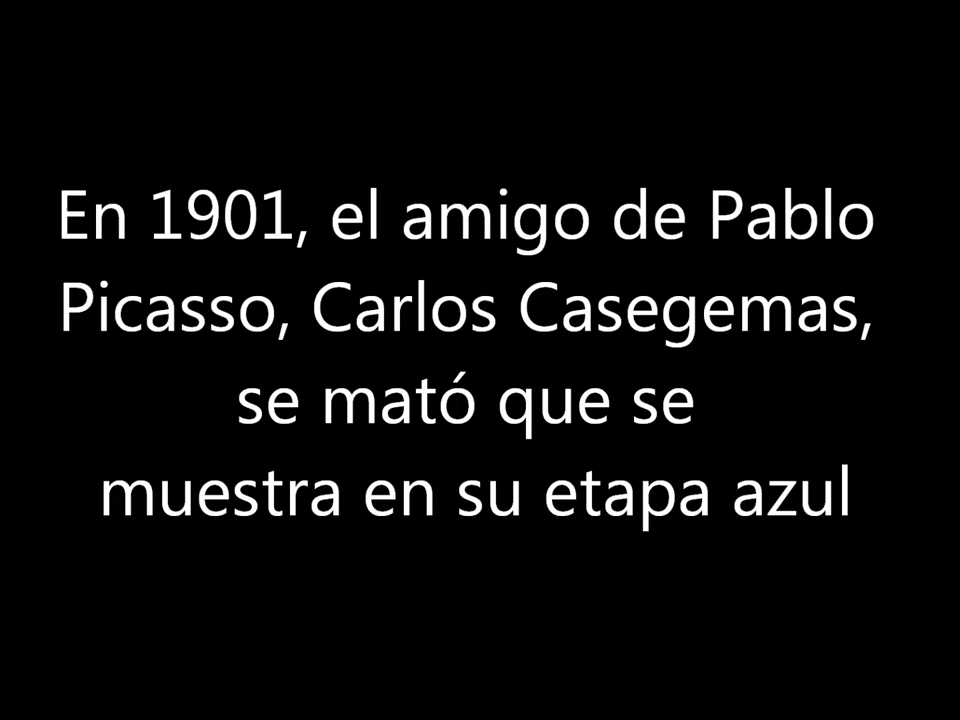 En 1901, el amigo de Pablo
Picasso, Carlos Casegemas,
se mató que se
muestra en su etapa azul